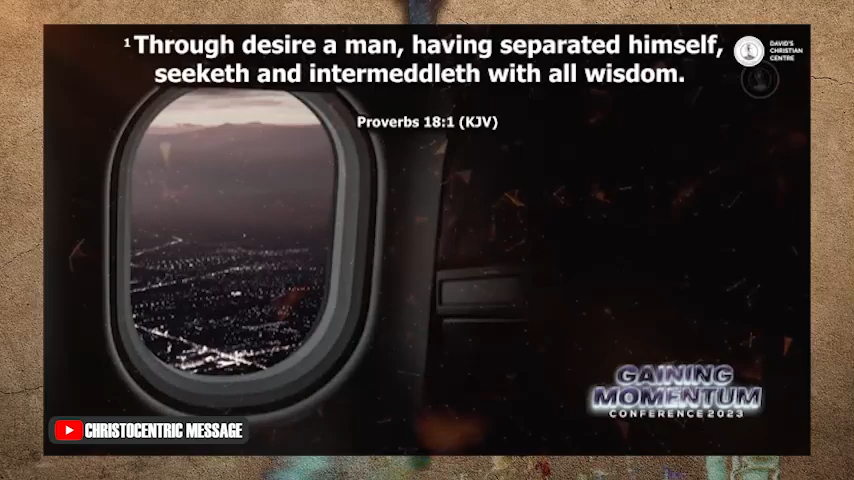 1 Through desire a man, having separated himself,
seeketh and intermeddleth with all wisdom.
Proverbs 18:1 (KJV)
DAVID'S
CHRISTIAN
CENTRE
GAINING
MOMENTUM
CONFERENCE 2023
CHRISTOCENTRIC MESSAGE